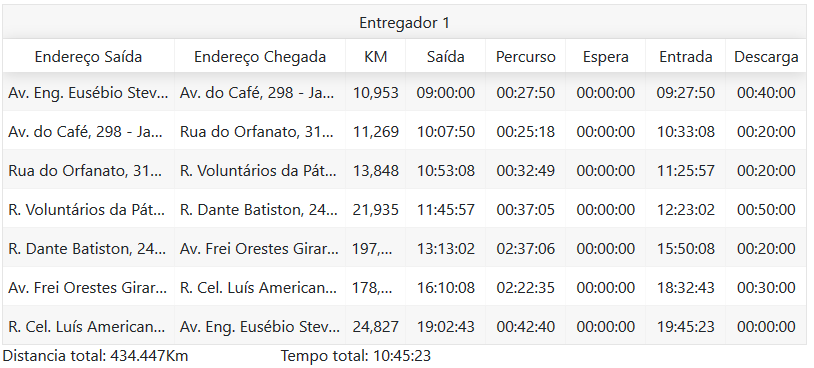 Entregador 1
Endereço Saída Endereço Chegada KM Saída Percurso Espera Entrada Descarga
Av. Eng. Eusébio Stev... Av. do Café, 298 - Ja... 10,953 09:00:00 00:27:50 00:00:00 09:27:50 00:40:00
Av. do Café, 298 - Ja... Rua do Orfanato, 31... 11,269 10:07:50 00:25:18 00:00:00 10:33:08 00:20:00
Rua do Orfanato, 31... R. Voluntários da Pát... 13,848 10:53:08 00:32:49 00:00:00 11:25:57 00:20:00
R. Voluntários da Pát... R. Dante Batiston, 24... 21,935 11:45:57 00:37:05 00:00:00 12:23:02 00:50:00
R. Dante Batiston, 24... Av. Frei Orestes Girar... 197,... 13:13:02 02:37:06 00:00:00 15:50:08 00:20:00
Av. Frei Orestes Girar... R. Cel. Luís American... 178,... 16:10:08 02:22:35 00:00:00 18:32:43 00:30:00
R. Cel. Luís American... Av. Eng. Eusébio Stev... 24,827 19:02:43 00:42:40 00:00:00 19:45:23 00:00:00
Distancia total: 434.447Km Tempo total: 10:45:23